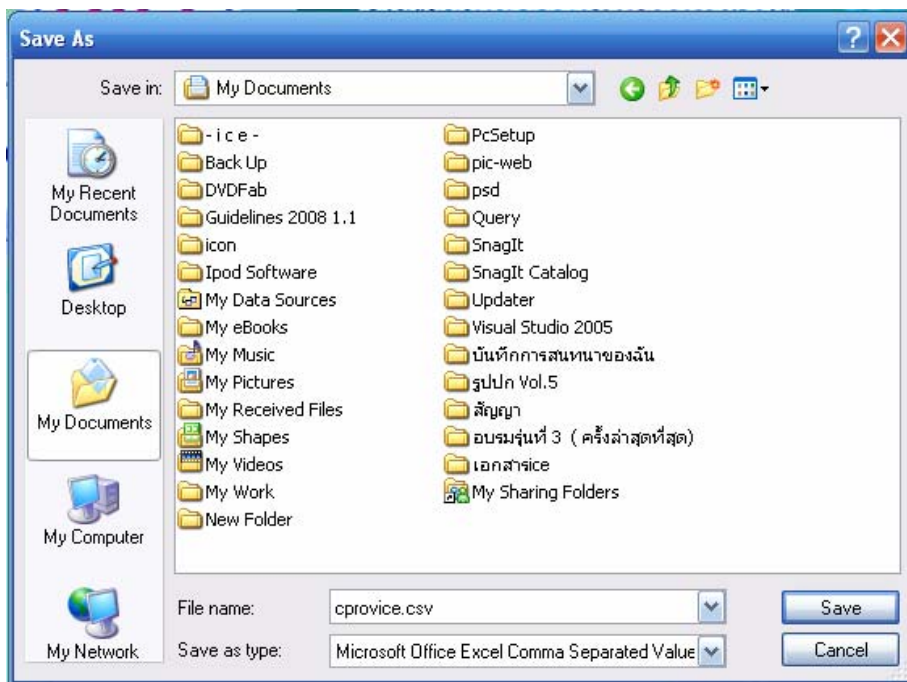 Save As
Save in:
My Documents
My Recent
Documents
Desktop
My Documents
My Computer
My Network
- i c e -
Back Up
DVDFab
Guidelines 2008 1.1
icon
Ipod Software
My Data Sources
My eBooks
My Music
My Pictures
My Received Files
My Shapes
My Videos
My Work
New Folder
PcSetup
pic-web
psd
Query
SnagIt
SnagIt Catalog
Updater
Visual Studio 2005
บันทึกการสนทนาของฉัน
รูปปก Vol.5
สัญญา
อบรมรุ่นที่ 3 ( ครั้งล่าสุดที่สุด)
เอกสารice
My Sharing Folders
File name:
cprovice.csv
Save
Save as type:
Microsoft Office Excel Comma Separated Value
Cancel